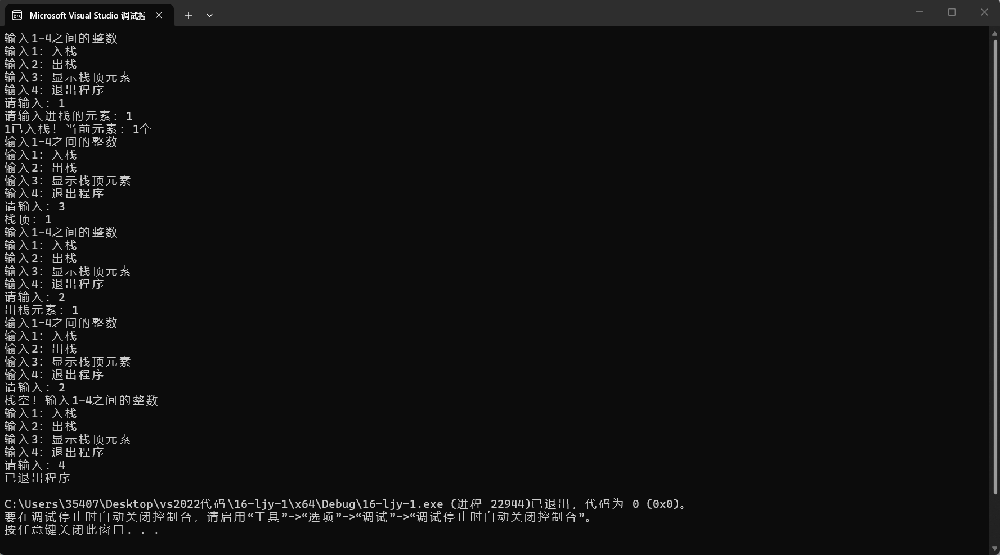 Microsoft Visual Studio 调试控
输入1-4之间的整数
输入1: 入栈
输入2: 出栈
输入3: 显示栈顶元素
输入4: 退出程序
请输入: 1
请输入进栈的元素: 1
1已入栈! 当前元素: 1个
输入1-4之间的整数
输入1: 入栈
输入2: 出栈
输入3: 显示栈顶元素
输入4: 退出程序
请输入: 3
栈顶: 1
输入1-4之间的整数
输入1: 入栈
输入2: 出栈
输入3: 显示栈顶元素
输入4: 退出程序
请输入: 2
出栈元素: 1
输入1-4之间的整数
输入1: 入栈
输入2: 出栈
输入3: 显示栈顶元素
输入4: 退出程序
请输入: 2
栈空! 输入1-4之间的整数
输入1: 入栈
输入2: 出栈
输入3: 显示栈顶元素
输入4: 退出程序
请输入: 4
已退出程序
C:\Users\35407\Desktop\vs2022代码\16-ljy-1\x64\Debug\16-ljy-1.exe (进程 22944)已退出，代码为 0 (0x0)。
要在调试停止时自动关闭控制台，请启用“工具”->“选项”->“调试”->“调试停止时自动关闭控制台”。
按任意键关闭此窗口. . .